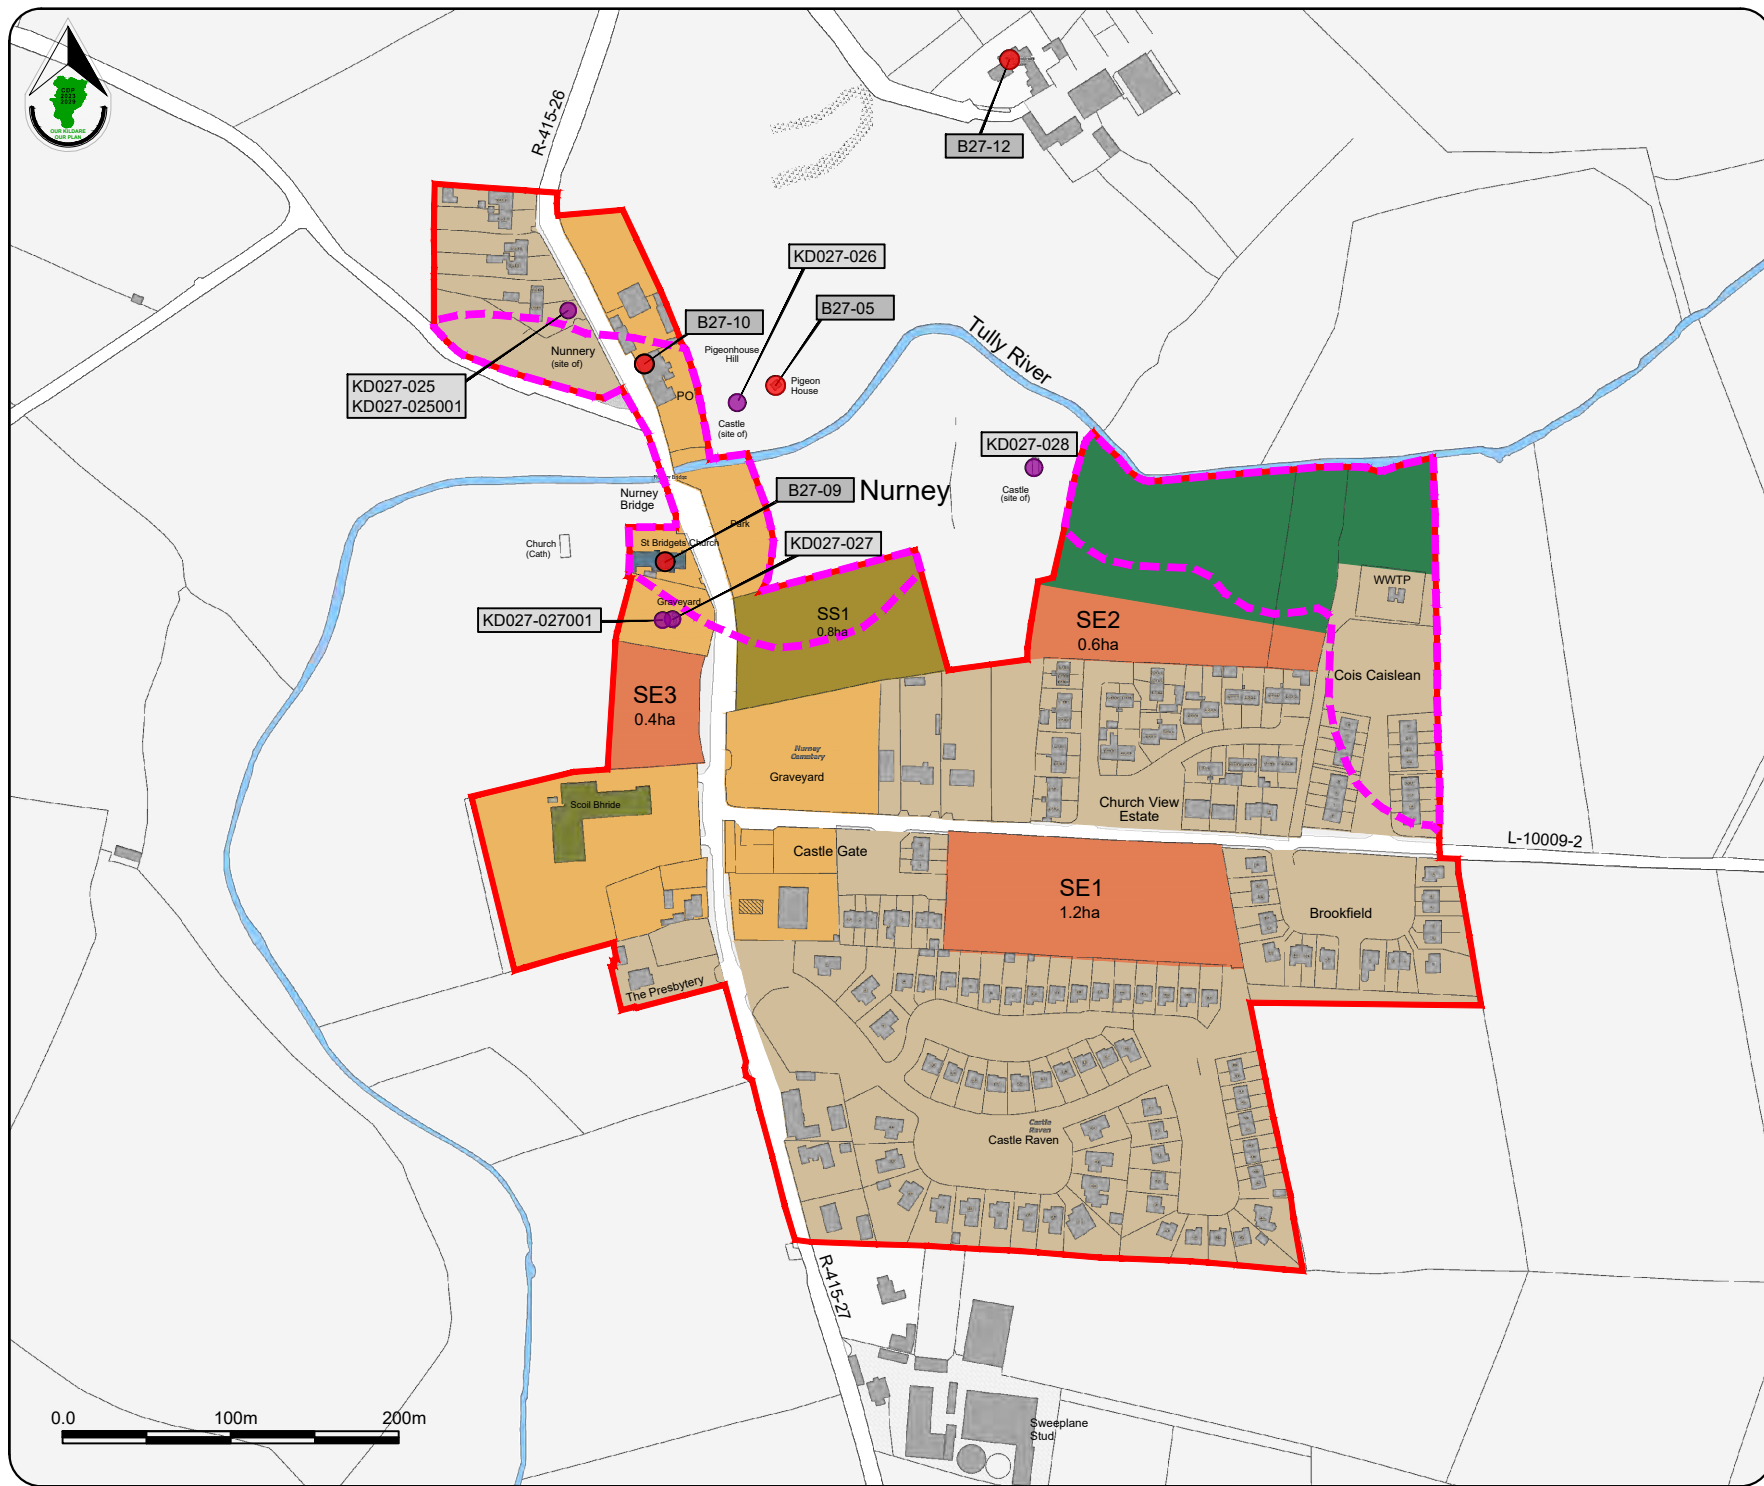 CDP
2023
2029
OUR KILDARE
OUR PLAN
R-415-26
B27-12
KD027-026
B27-05
B27-10
Pigeonhouse
Hill
Pigeon
House
Tully River
Nunnery
(site of)
KD027-025
KD027-025001
PO
Castle
(site of)
KD027-028
Castle
(site of)
B27-09
Nurney
Nurney
Bridge
Park
KD027-027
St Bridgets Church
Church
(Cath)
WWTP
Graveyard
KD027-027001
SS1
0.8ha
SE2
0.6ha
Cois Caislean
SE3
0.4ha
Nurney
Cemetary
Graveyard
Scoil Bhride
Church View
Estate
L-10009-2
Castle Gate
SE1
1.2ha
Brookfield
The Presbytery
Castle
Raven
Castle Raven
R-415-27
0.0
100m
200m
Sweeplane
Stud